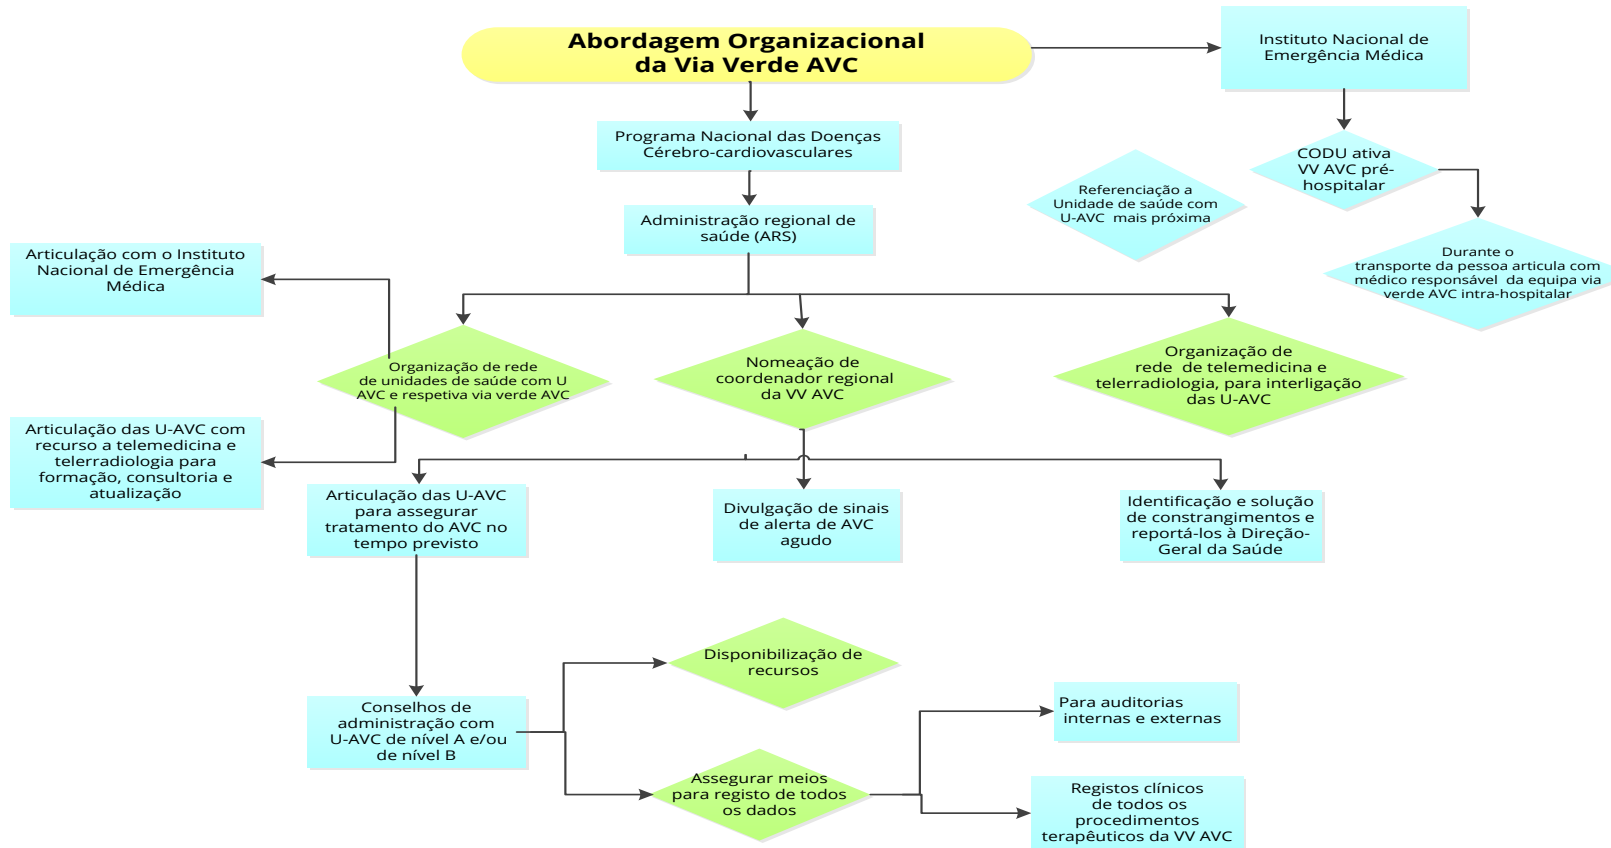 Abordagem Organizacional
da Via Verde AVC
Instituto Nacional de
Emergência Médica
Programa Nacional das Doenças
Cérebro-cardiovasculares
CODU ativa
VV AVC pré-
hospitalar
Referenciação a
Unidade de saúde com
U-AVC mais próxima
Administração regional de
saúde (ARS)
Durante o
transporte da pessoa articula com
médico responsável da equipa via
verde AVC intra-hospitalar
Articulação com o Instituto
Nacional de Emergência
Médica
Organização de rede
de unidades de saúde com U
AVC e respetiva via verde AVC
Nomeação de
coordenador regional
da VV AVC
Organização de
rede de telemedicina e
telerradiologia, para interligação
das U-AVC
Articulação das U-AVC com
recurso a telemedicina e
telerradiologia para
formação, consultoria e
atualização
Articulação das U-AVC
para assegurar
tratamento do AVC no
tempo previsto
Divulgação de sinais
de alerta de AVC
agudo
Identificação e solução
de constrangimentos e
reportá-los à Direção-
Geral da Saúde
Disponibilização de
recursos
Conselhos de
administração com
U-AVC de nível A e/ou
de nível B
Para auditorias
internas e externas
Assegurar meios
para registo de todos
os dados
Registos clínicos
de todos os
procedimentos
terapêuticos da VV AVC